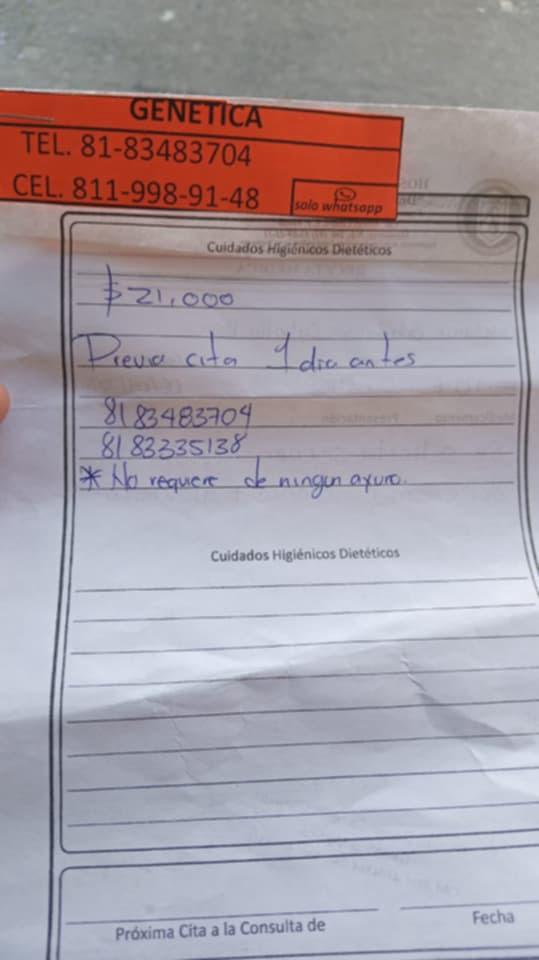 GENETICA
TEL. 81-83483704
CEL. 811-998-91-48
solo whatsapp
Cuidados Higiénicos Dietéticos
$21,000
Previa cita 1 dia antes
8183483704
8183335138
* No requiere de ningun ayuno.
Cuidados Higiénicos Dietéticos
Próxima Cita a la Consulta de
Fecha